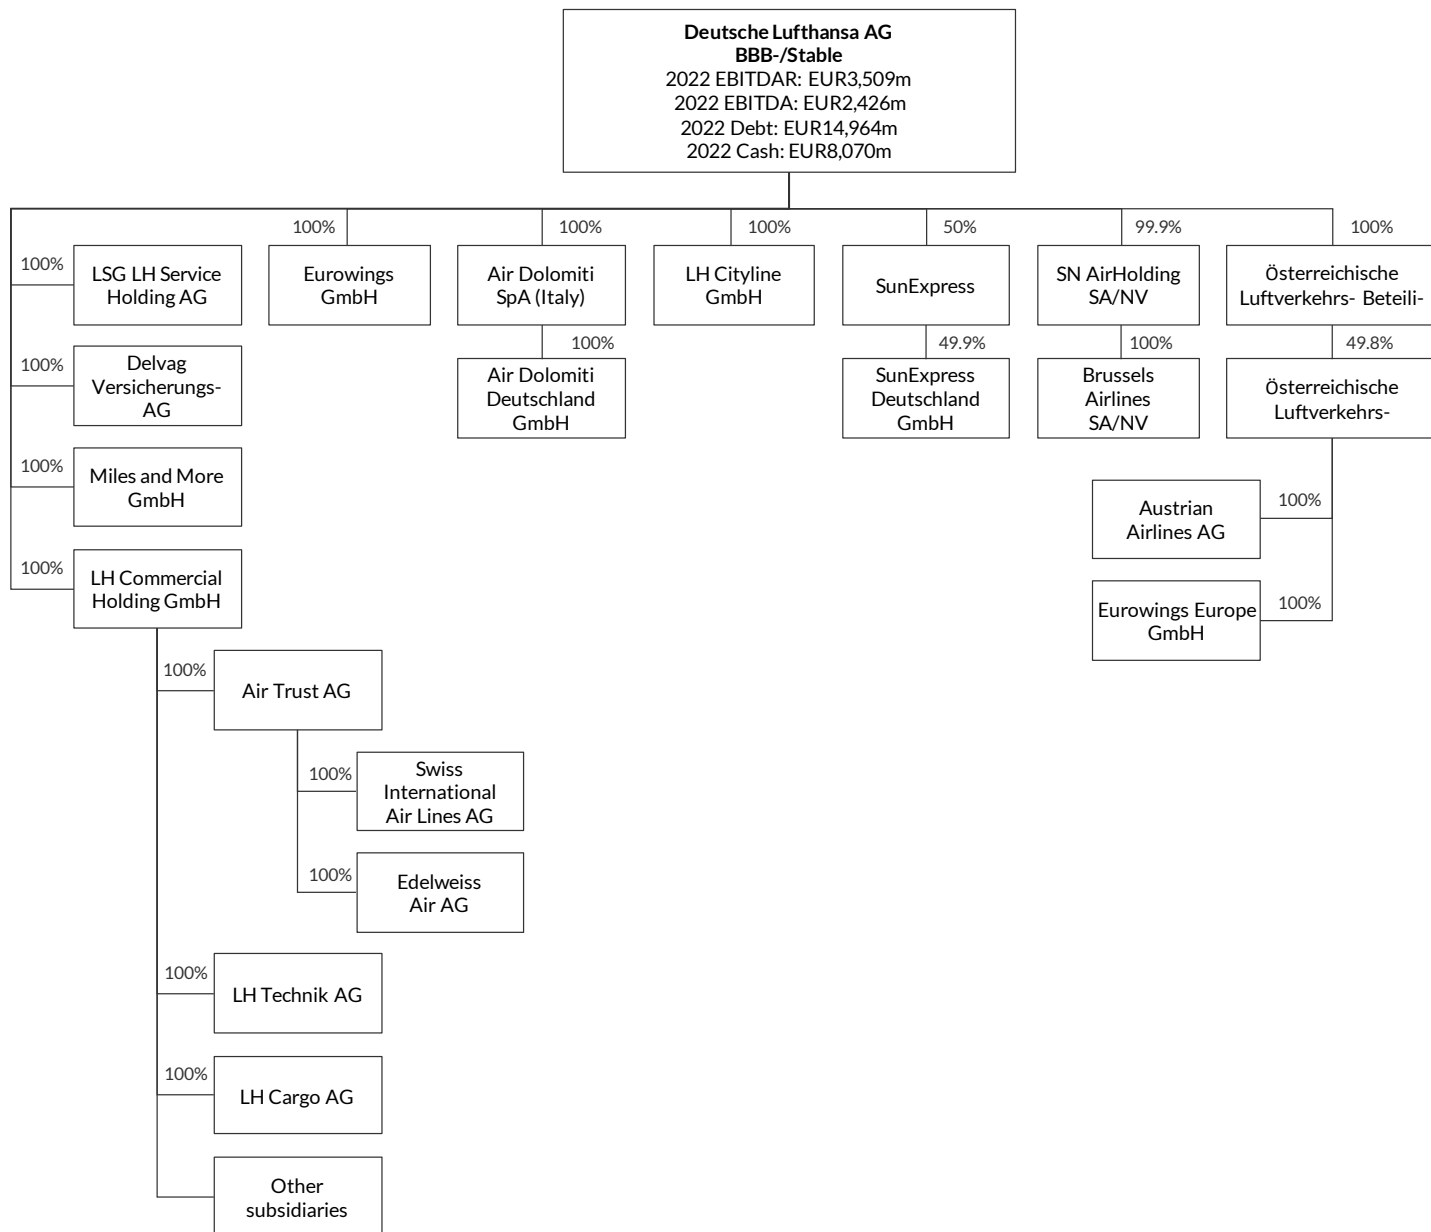 Deutsche Lufthansa AG
BBB-/Stable
2022 EBITDAR: EUR3,509m
2022 EBITDA: EUR2,426m
2022 Debt: EUR14,964m
2022 Cash: EUR8,070m
100%
100%
100%
50%
99.9%
100%
100%
LSG LH Service
Holding AG
Eurowings
GmbH
Air Dolomiti
SpA (Italy)
LH Cityline
GmbH
SunExpress
SN AirHolding
SA/NV
Österreichische
Luftverkehrs- Beteili-
100%
49.9%
100%
49.8%
100%
Delvag
Versicherungs-
AG
Air Dolomiti
Deutschland
GmbH
SunExpress
Deutschland
GmbH
Brussels
Airlines
SA/NV
Österreichische
Luftverkehrs-
100%
Miles and More
GmbH
Austrian
Airlines AG
100%
100%
LH Commercial
Holding GmbH
Eurowings Europe
GmbH
100%
100%
Air Trust AG
100%
Swiss
International
Air Lines AG
100%
Edelweiss
Air AG
100%
LH Technik AG
100%
LH Cargo AG
Other
subsidiaries